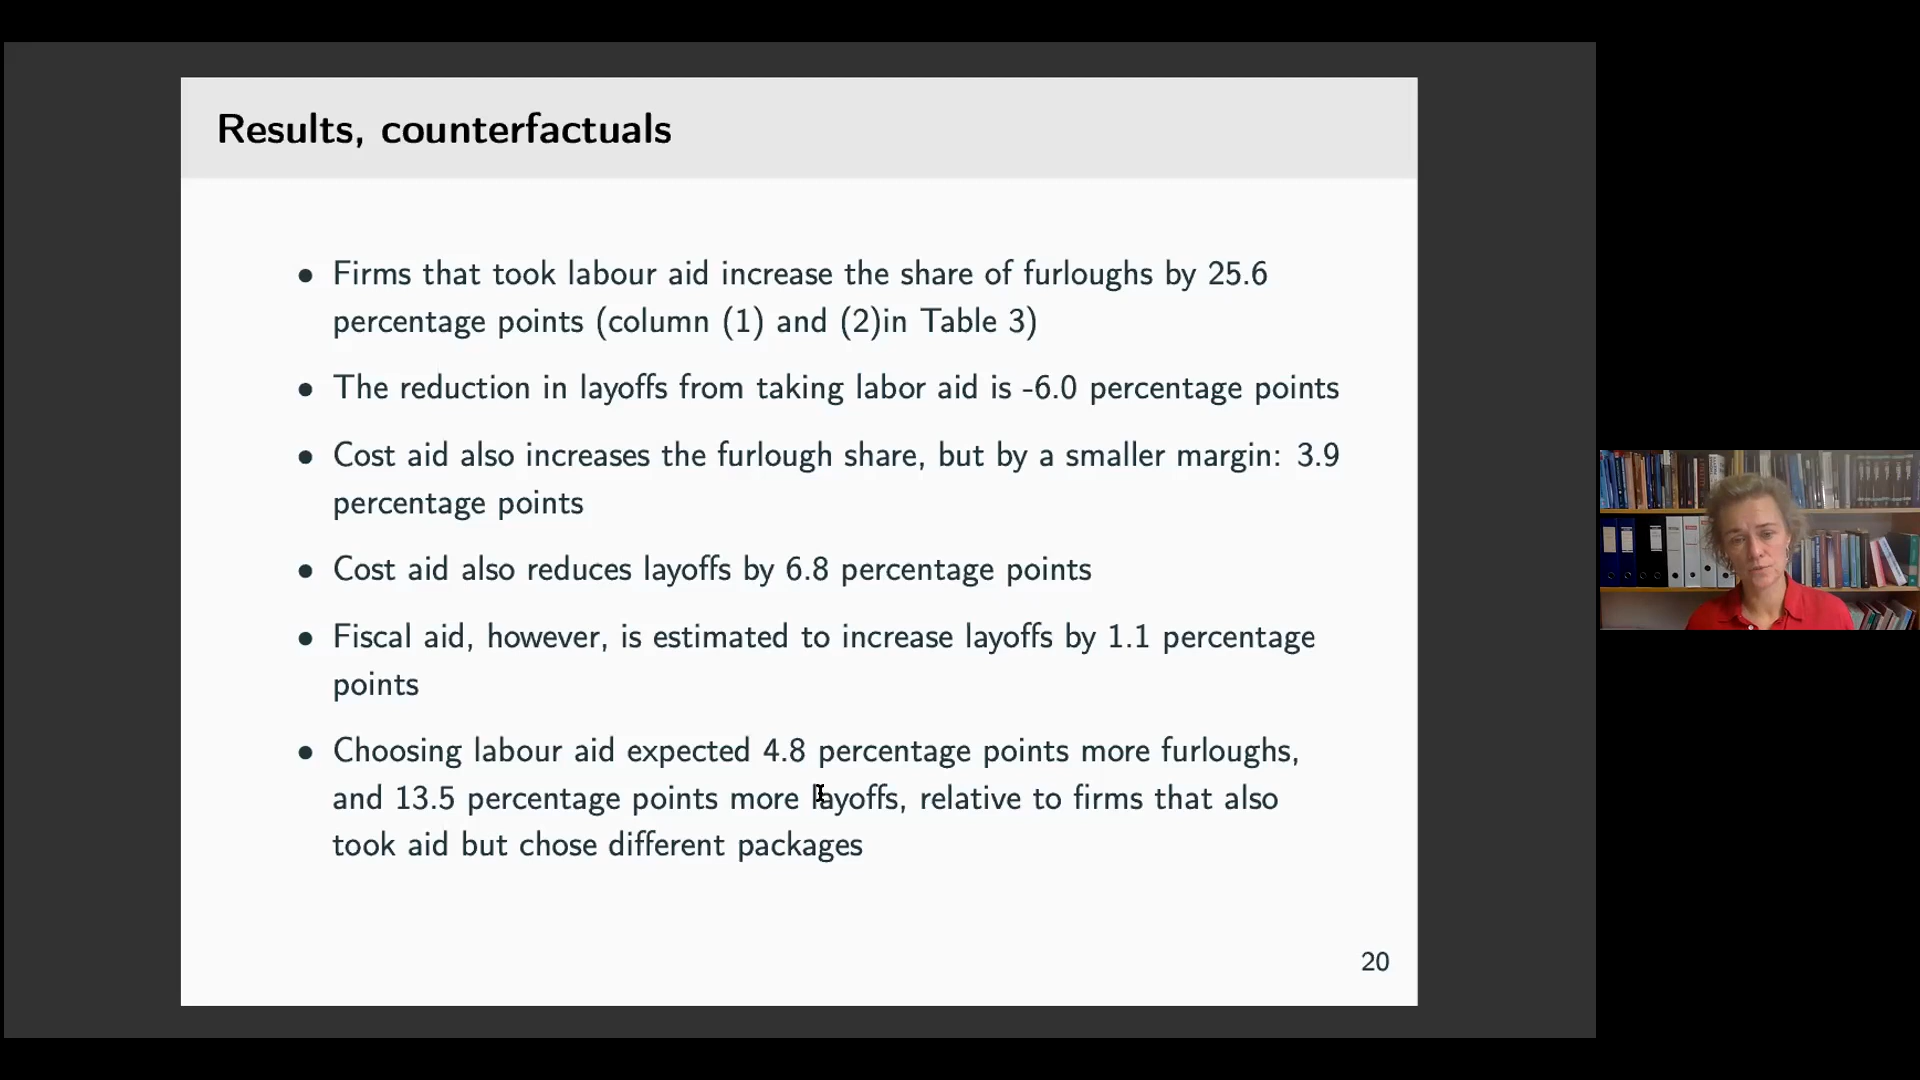 Results, counterfactuals
• Firms that took labour aid increase the share of furloughs by 25.6
percentage points (column (1) and (2)in Table 3)
• The reduction in layoffs from taking labor aid is -6.0 percentage points
• Cost aid also increases the furlough share, but by a smaller margin: 3.9
percentage points
• Cost aid also reduces layoffs by 6.8 percentage points
• Fiscal aid, however, is estimated to increase layoffs by 1.1 percentage
points
• Choosing labour aid expected 4.8 percentage points more furloughs,
and 13.5 percentage points more layoffs, relative to firms that also
took aid but chose different packages
20